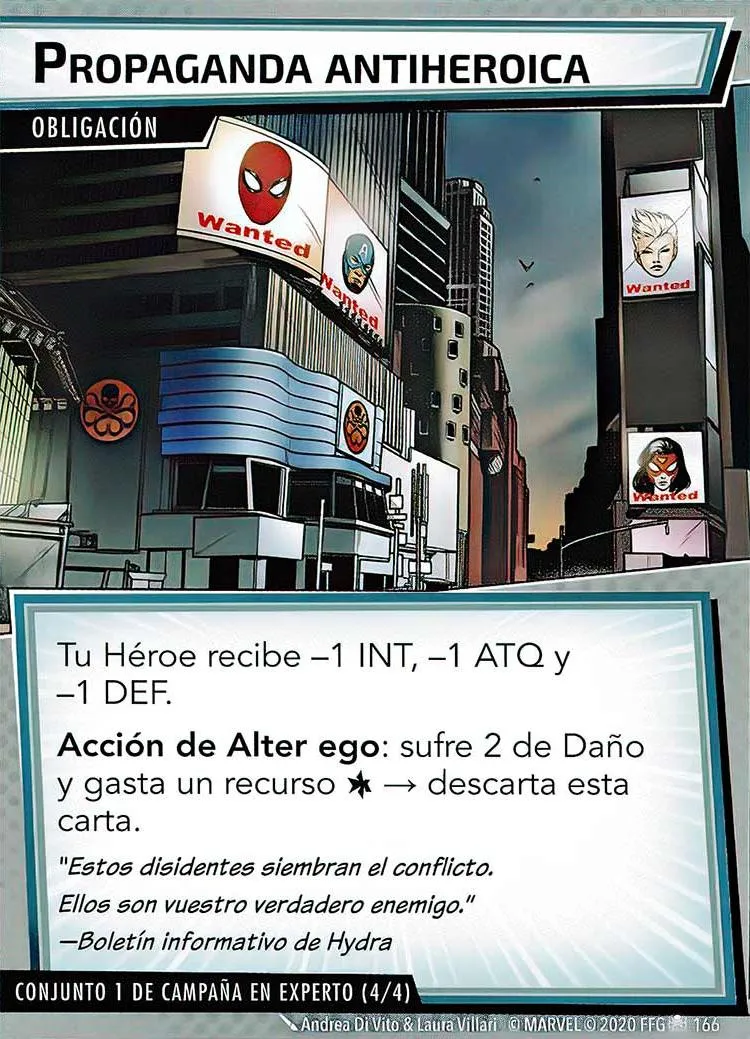 PROPAGANDA ANTIHEROICA
OBLIGACIÓN
Wanted
Wanted
Wanted
Wanted
Tu Héroe recibe –1 INT, –1 ATQ y
–1 DEF.
Acción de Alter ego: sufre 2 de Daño
y gasta un recurso → descarta esta
carta.
"Estos disidentes siembran el conflicto.
Ellos son vuestro verdadero enemigo."
—Boletín informativo de Hydra
CONJUNTO 1 DE CAMPAÑA EN EXPERTO (4/4)
Andrea Di Vito & Laura Villari © MARVEL © 2020 FFG 166